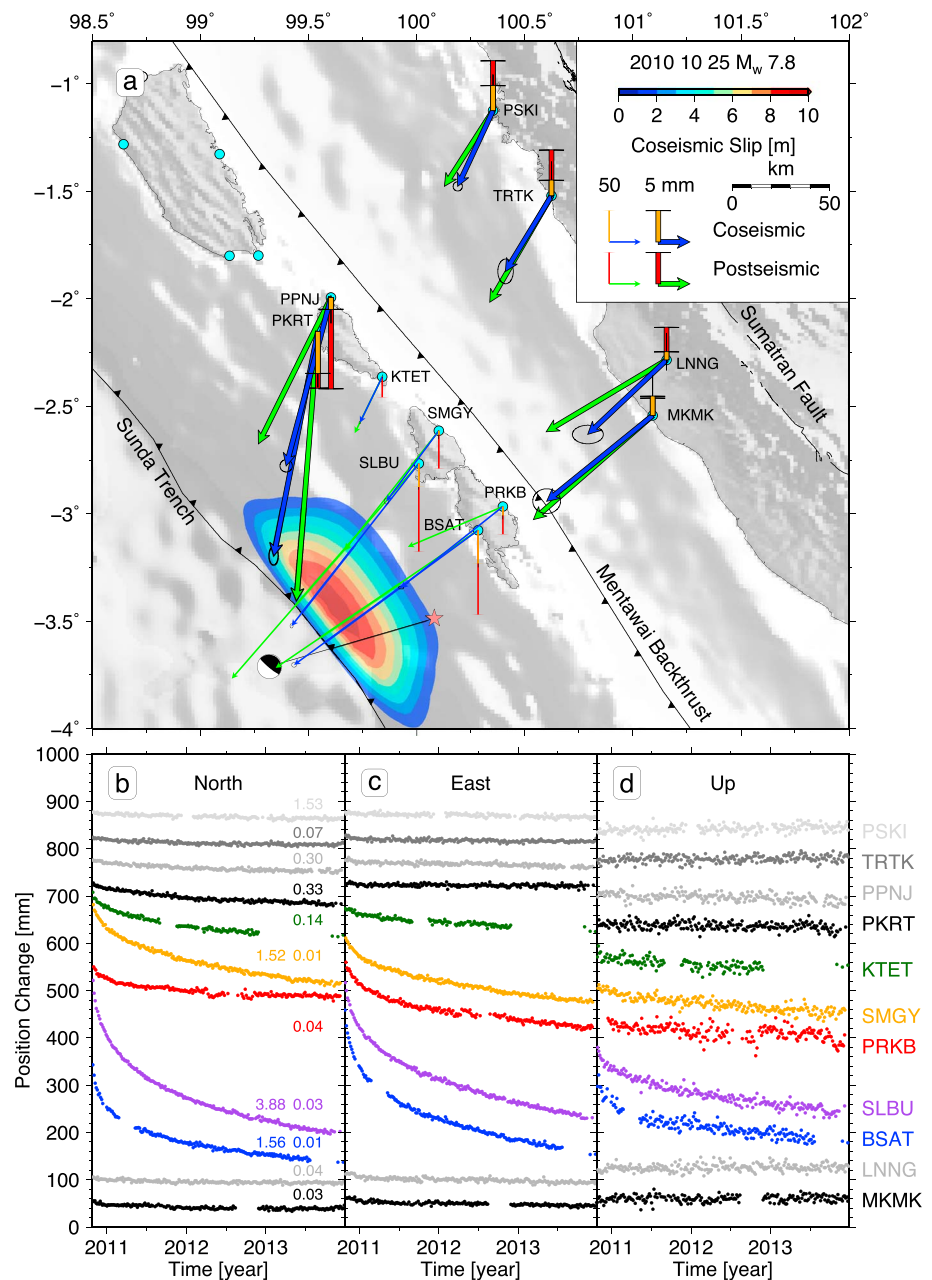 98.5° 99° 99.5° 100° 100.5° 101° 101.5° 102°
a
−1°
−1.5°
−2°
−2.5°
−3°
−3.5°
−4°
2010 10 25 Mw 7.8
0 2 4 6 8 10
Coseismic Slip [m]
km
0 50
50 5 mm
Coseismic
Postseismic
PSKI
TRTK
PPNJ
PKRT
KTET
SMGY
SLBU
PRKB
BSAT
LNNG
MKMK
Sunda Trench
Sumatran Fault
Mentawai Backthrust
b North
c East
d Up
Position Change [mm]
1000
900
800
700
600
500
400
300
200
100
0
1.53
0.07
0.30
0.33
0.14
1.52 0.01
0.04
3.88 0.03
1.56 0.01
0.04
0.03
PSKI
TRTK
PPNJ
PKRT
KTET
SMGY
PRKB
SLBU
BSAT
LNNG
MKMK
2011 2012 2013 2011 2012 2013 2011 2012 2013
Time [year] Time [year] Time [year]